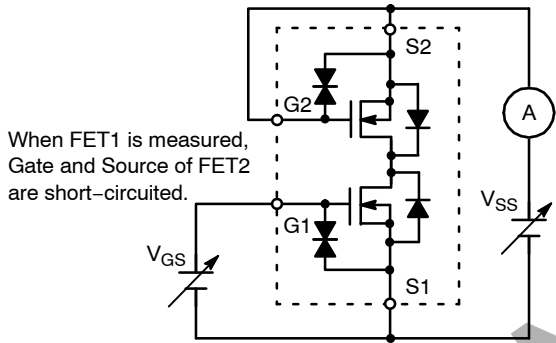 S2
G2
A
When FET1 is measured,
Gate and Source of FET2
are short−circuited.
VSS
G1
VGS
S1